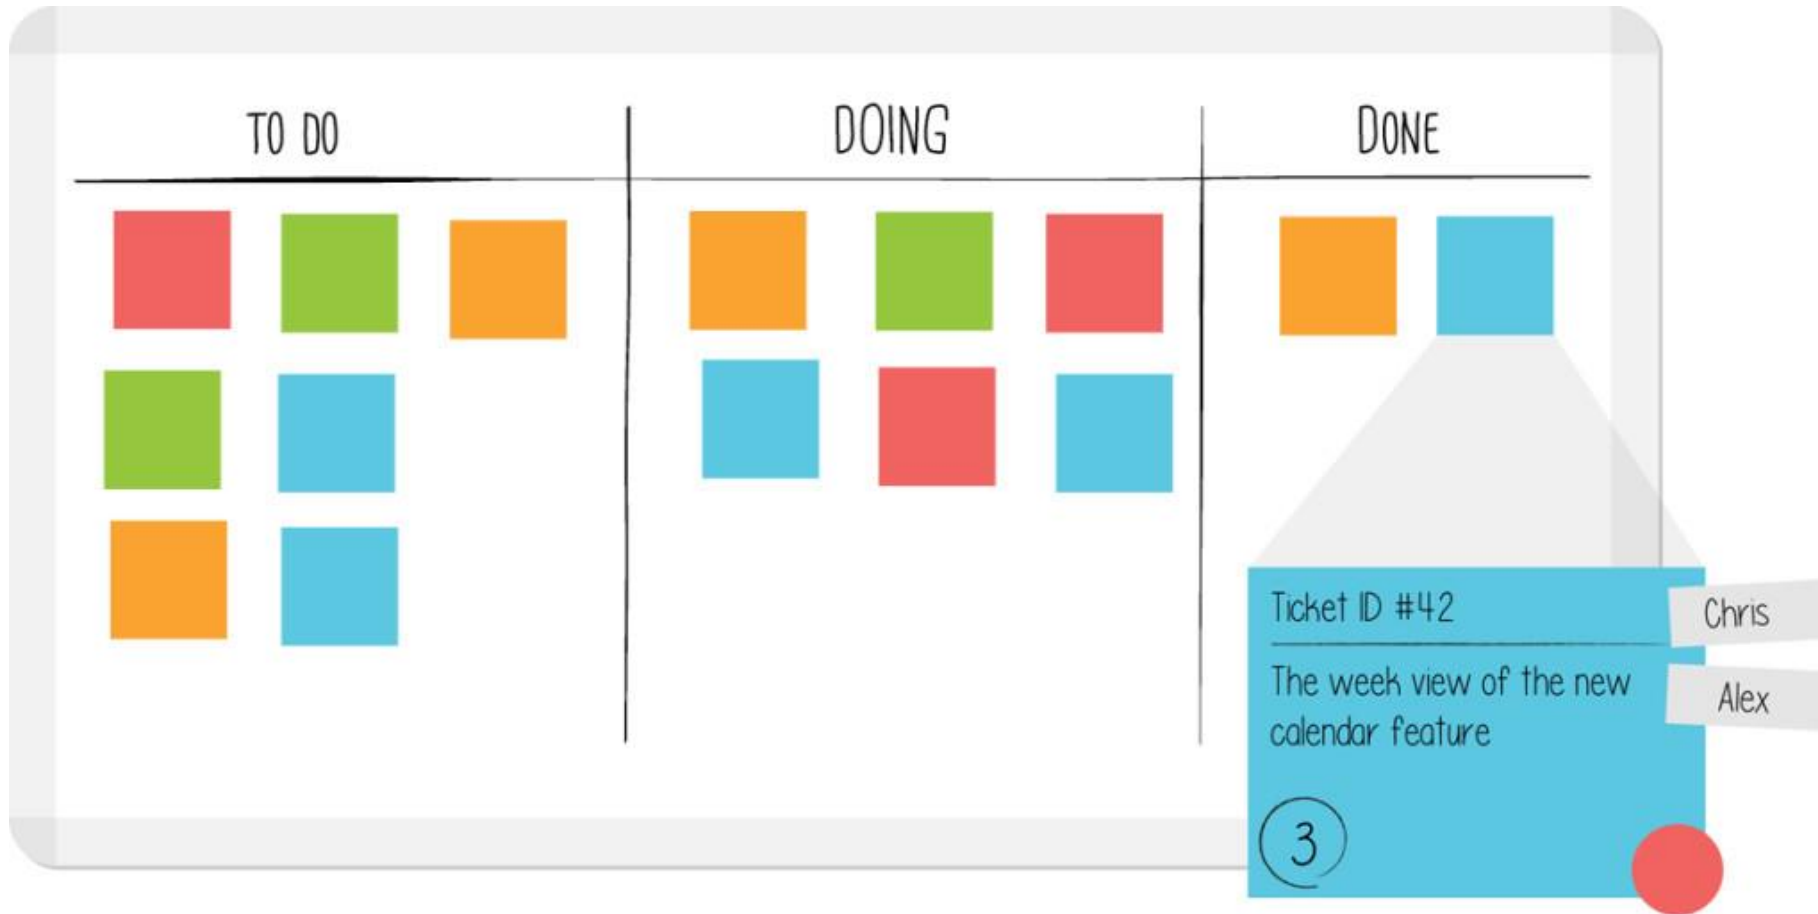 TO DO
DOING
DONE
Ticket ID #42
Chris
The week view of the new
calendar feature
Alex
3